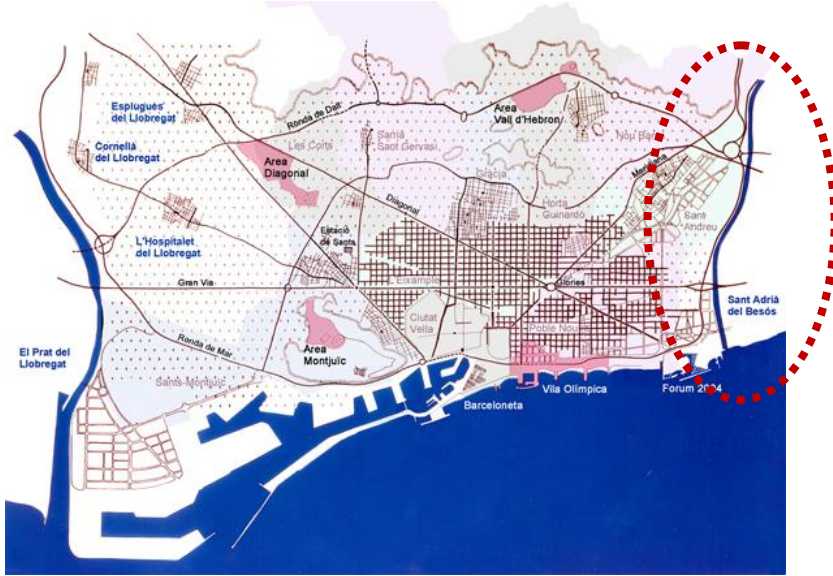 Esplugues
del Llobregat
Cornellà
del Llobregat
Ronda de Dalt
Area
Vall d'Hebron
Nou Barris
Les Corts
Sarrià
Sant Gervasi
Area
Diagonal
Meridiana
Gràcia
Diagonal
Horta
Guinardó
Sant
Andreu
L'Hospitalet
del Llobregat
Estació
de Sants
Gran Via
L'Eixample
Glòries
Sant Adrià
del Besòs
Ciutat
Vella
Poble Nou
Ronda de Mar
Area
Montjuïc
El Prat del
Llobregat
Sants-Montjuïc
Vila Olímpica
Forum 2004
Barceloneta